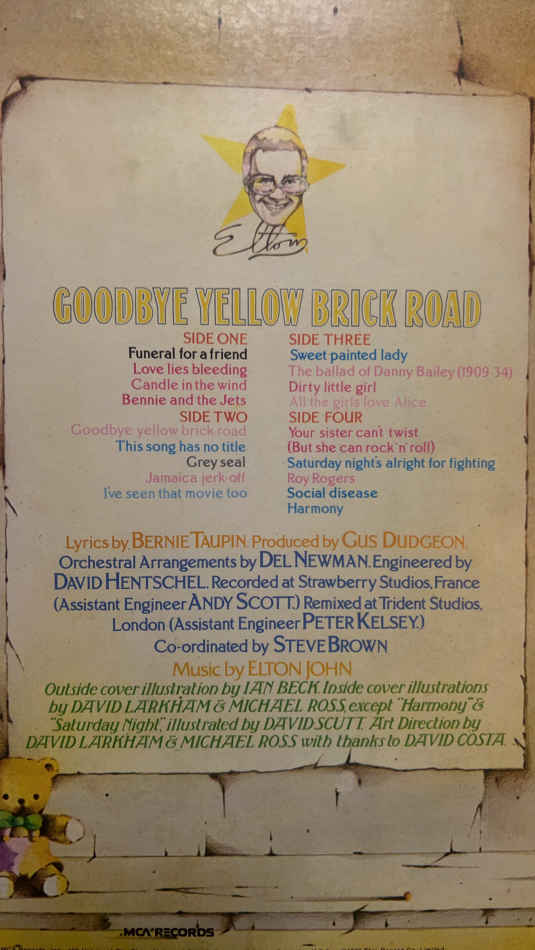 Elton
GOODBYE YELLOW BRICK ROAD
SIDE ONE
Funeral for a friend
Love lies bleeding
Candle in the wind
Bennie and the Jets
SIDE TWO
Goodbye yellow brick road
This song has no title
Grey seal
Jamaica jerk-off
I've seen that movie too
SIDE THREE
Sweet painted lady
The ballad of Danny Bailey (1909-34)
Dirty little girl
All the girls love Alice
SIDE FOUR
Your sister can't twist
(But she can rock 'n' roll)
Saturday night's alright for fighting
Roy Rogers
Social disease
Harmony
Lyrics by BERNIE TAUPIN. Produced by GUS DUDGEON.
Orchestral Arrangements by DEL NEWMAN. Engineered by
DAVID HENTSCHEL. Recorded at Strawberry Studios, France
(Assistant Engineer ANDY SCOTT.) Remixed at Trident Studios,
London (Assistant Engineer PETER KELSEY.)
Co-ordinated by STEVE BROWN
Music by ELTON JOHN
Outside cover illustration by IAN BECK. Inside cover illustrations
by DAVID LARKHAM & MICHAEL ROSS, except "Harmony" &
"Saturday Night", illustrated by DAVID SCUTT. Art Direction by
DAVID LARKHAM & MICHAEL ROSS with thanks to DAVID COSTA.
MCA RECORDS